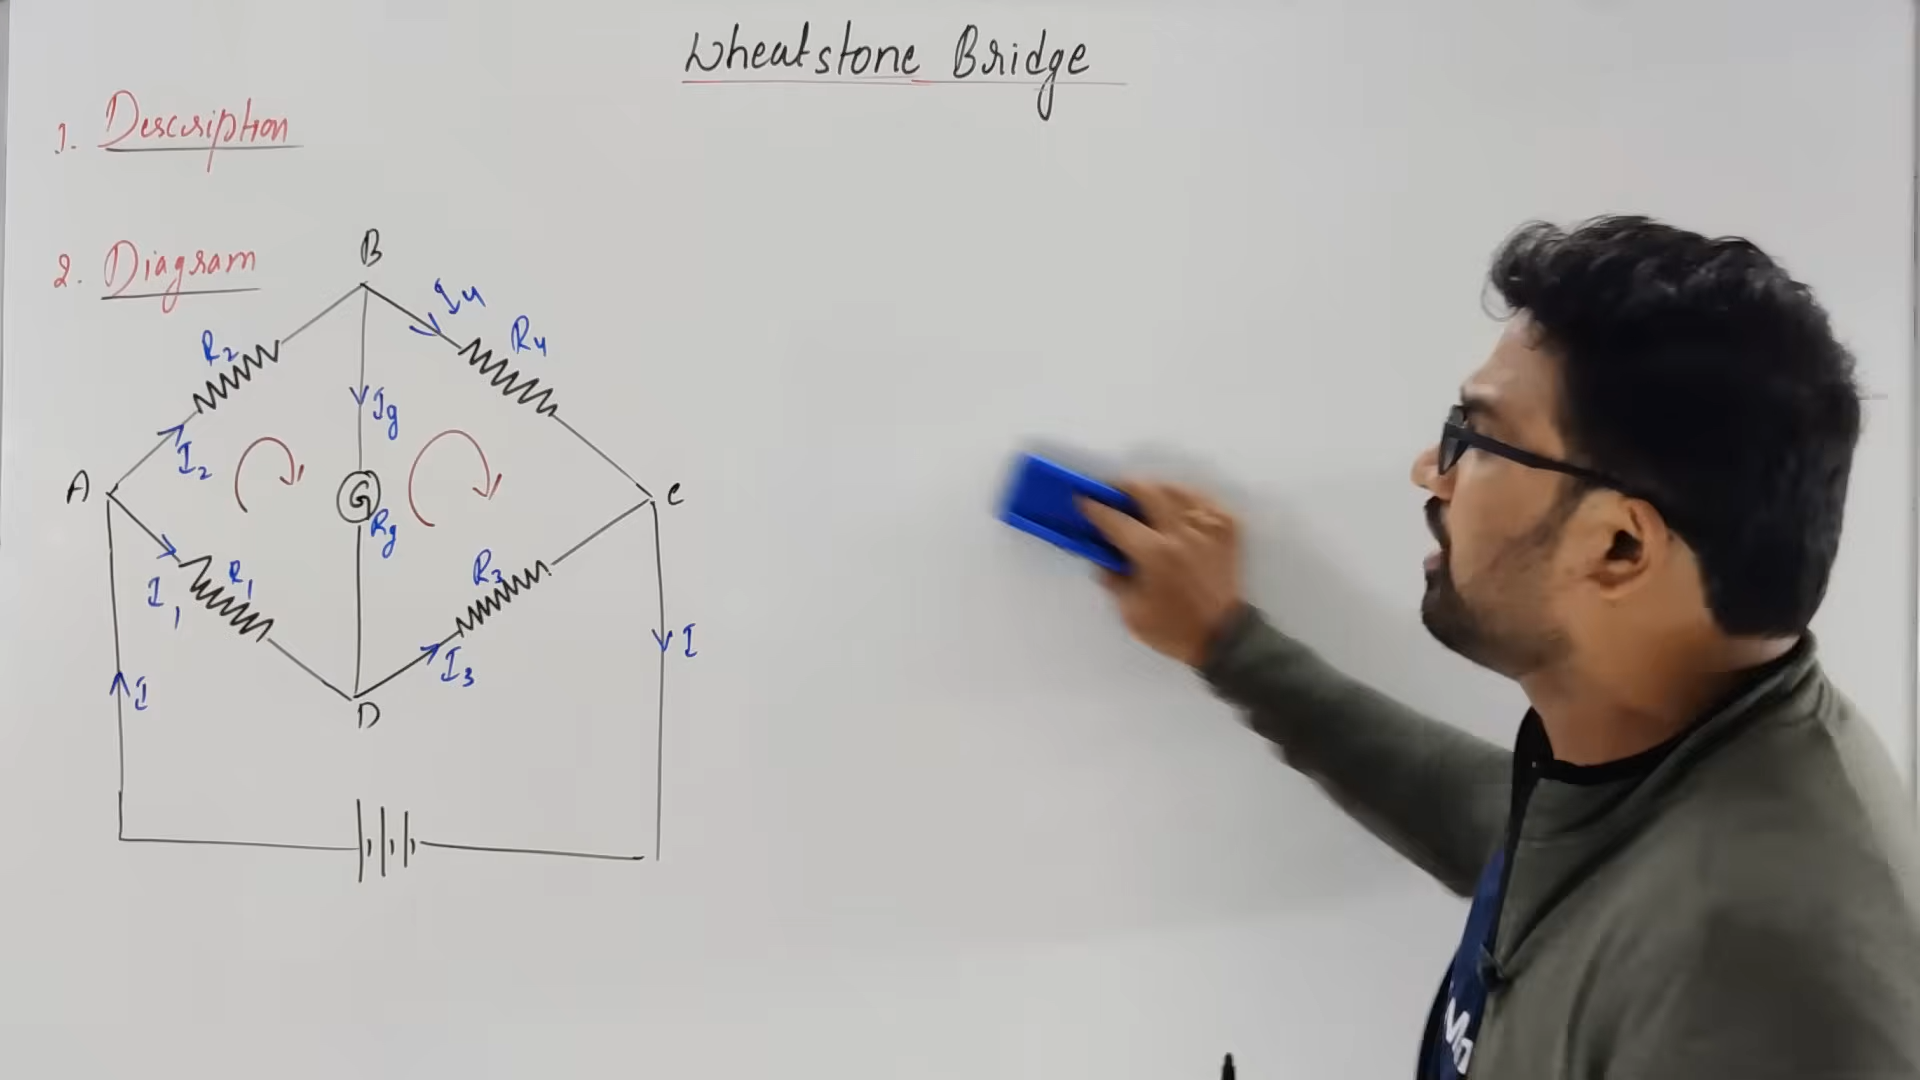 Wheatstone Bridge
1. Description
2. Diagram
B
I4
R2
R4
Ig
I2
A
G
C
Rg
R3
R1
I1
I
I3
I
D